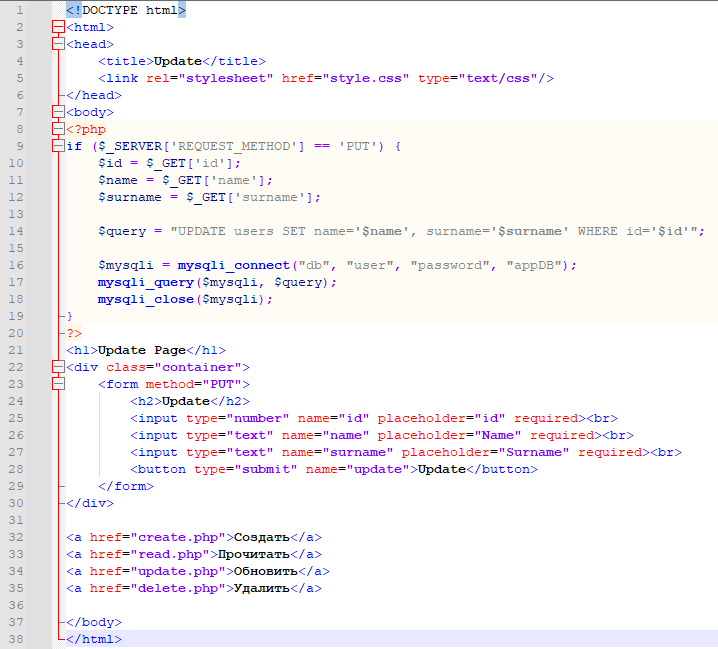 1 <!DOCTYPE html>
2 <html>
3 <head>
4 <title>Update</title>
5 <link rel="stylesheet" href="style.css" type="text/css"/>
6 </head>
7 <body>
8 <?php
9 if ($_SERVER['REQUEST_METHOD'] == 'PUT') {
10 $id = $_GET['id'];
11 $name = $_GET['name'];
12 $surname = $_GET['surname'];
13
14 $query = "UPDATE users SET name='$name', surname='$surname' WHERE id='$id'";
15
16 $mysqli = mysqli_connect("db", "user", "password", "appDB");
17 mysqli_query($mysqli, $query);
18 mysqli_close($mysqli);
19 }
20 ?>
21 <h1>Update Page</h1>
22 <div class="container">
23 <form method="PUT">
24 <h2>Update</h2>
25 <input type="number" name="id" placeholder="id" required><br>
26 <input type="text" name="name" placeholder="Name" required><br>
27 <input type="text" name="surname" placeholder="Surname" required><br>
28 <button type="submit" name="update">Update</button>
29 </form>
30 </div>
31
32 <a href="create.php">Создать</a>
33 <a href="read.php">Прочитать</a>
34 <a href="update.php">Обновить</a>
35 <a href="delete.php">Удалить</a>
36
37 </body>
38 </html>